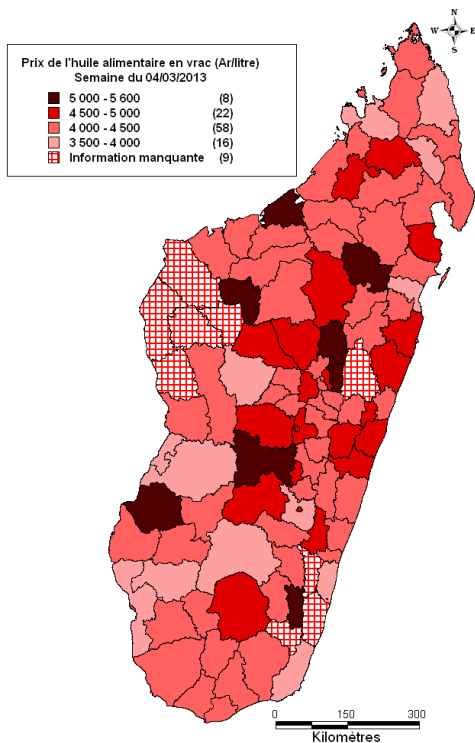 N
W E
S
Prix de l'huile alimentaire en vrac (Ar/litre)
Semaine du 04/03/2013
5 000 - 5 600 (8)
4 500 - 5 000 (22)
4 000 - 4 500 (58)
3 500 - 4 000 (16)
Information manquante (9)
0 150 300
Kilomètres